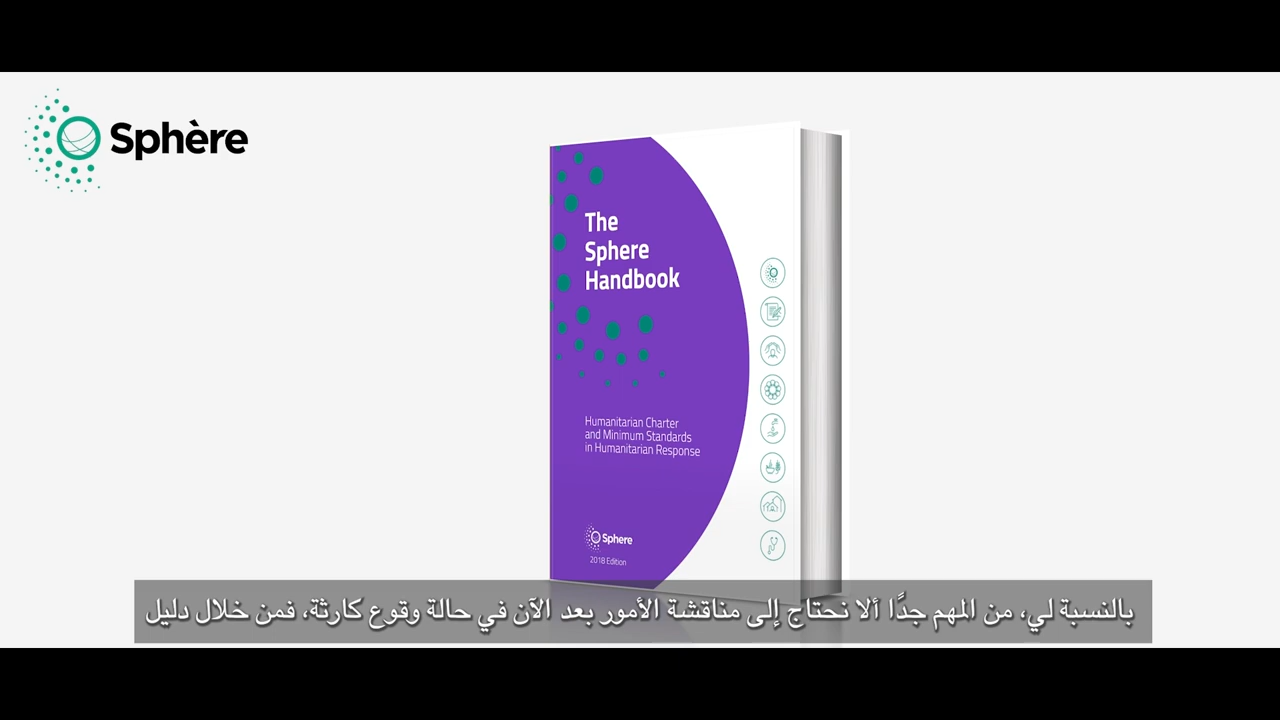 Sphère
The
Sphere
Handbook
Humanitarian Charter
and Minimum Standards
in Humanitarian Response
Sphere
2018 Edition
بالنسبة لي، من المهم جدًا ألا نحتاج إلى مناقشة الأمور بعد الآن في حالة وقوع كارثة، فمن خلال دليل